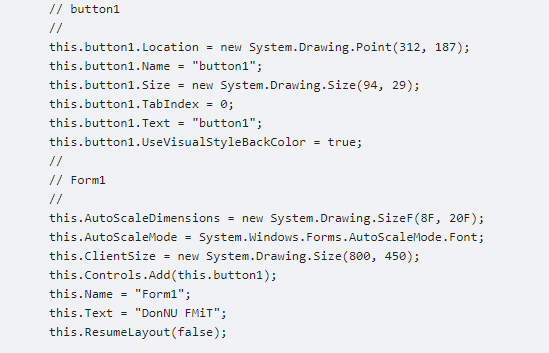 // button1
//
this.button1.Location = new System.Drawing.Point(312, 187);
this.button1.Name = "button1";
this.button1.Size = new System.Drawing.Size(94, 29);
this.button1.TabIndex = 0;
this.button1.Text = "button1";
this.button1.UseVisualStyleBackColor = true;
//
// Form1
//
this.AutoScaleDimensions = new System.Drawing.SizeF(8F, 20F);
this.AutoScaleMode = System.Windows.Forms.AutoScaleMode.Font;
this.ClientSize = new System.Drawing.Size(800, 450);
this.Controls.Add(this.button1);
this.Name = "Form1";
this.Text = "DonNU FMiT";
this.ResumeLayout(false);